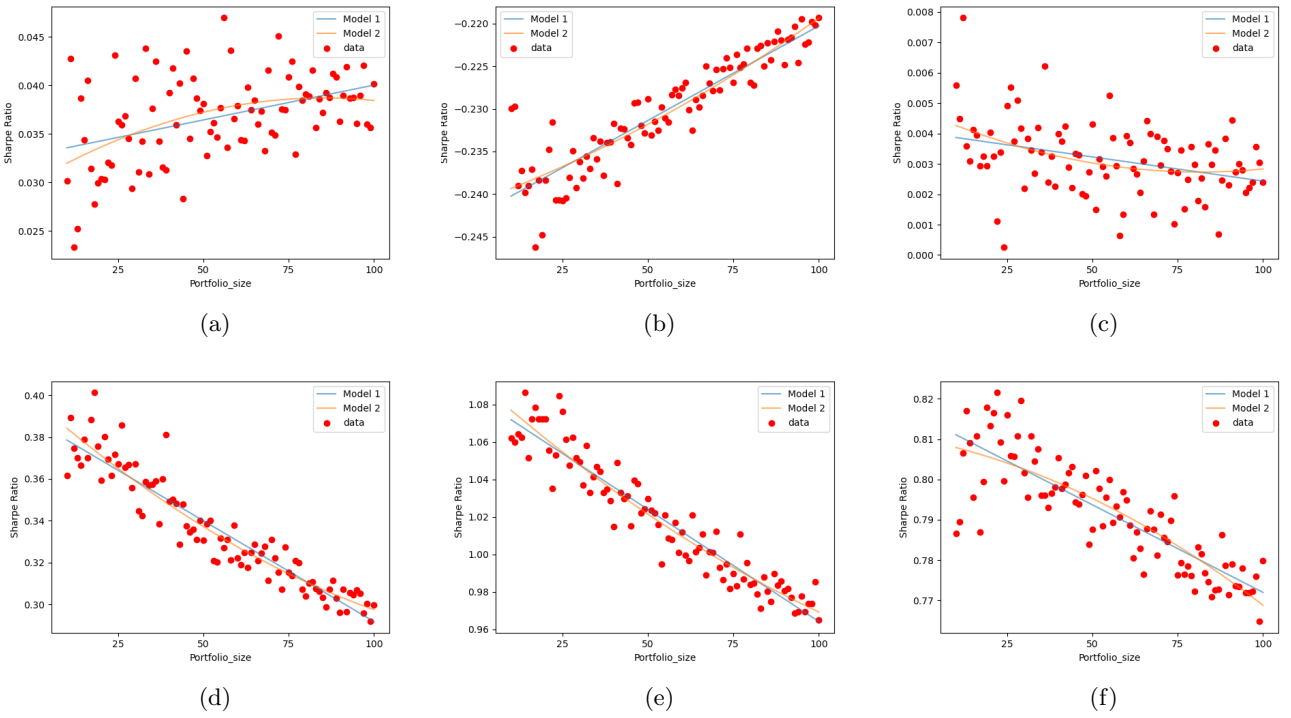 Model 1
Model 2
data
0.045
0.040
0.035
0.030
0.025
Sharpe Ratio
25
50
75
100
Portfolio_size
(a)
Model 1
Model 2
data
−0.220
−0.225
−0.230
−0.235
−0.240
−0.245
Sharpe Ratio
25
50
75
100
Portfolio_size
(b)
Model 1
Model 2
data
0.008
0.007
0.006
0.005
0.004
0.003
0.002
0.001
0.000
Sharpe Ratio
25
50
75
100
Portfolio_size
(c)
Model 1
Model 2
data
0.40
0.38
0.36
0.34
0.32
0.30
Sharpe Ratio
25
50
75
100
Portfolio_size
(d)
Model 1
Model 2
data
1.08
1.06
1.04
1.02
1.00
0.98
0.96
Sharpe Ratio
25
50
75
100
Portfolio_size
(e)
Model 1
Model 2
data
0.82
0.81
0.80
0.79
0.78
0.77
Sharpe Ratio
25
50
75
100
Portfolio_size
(f)